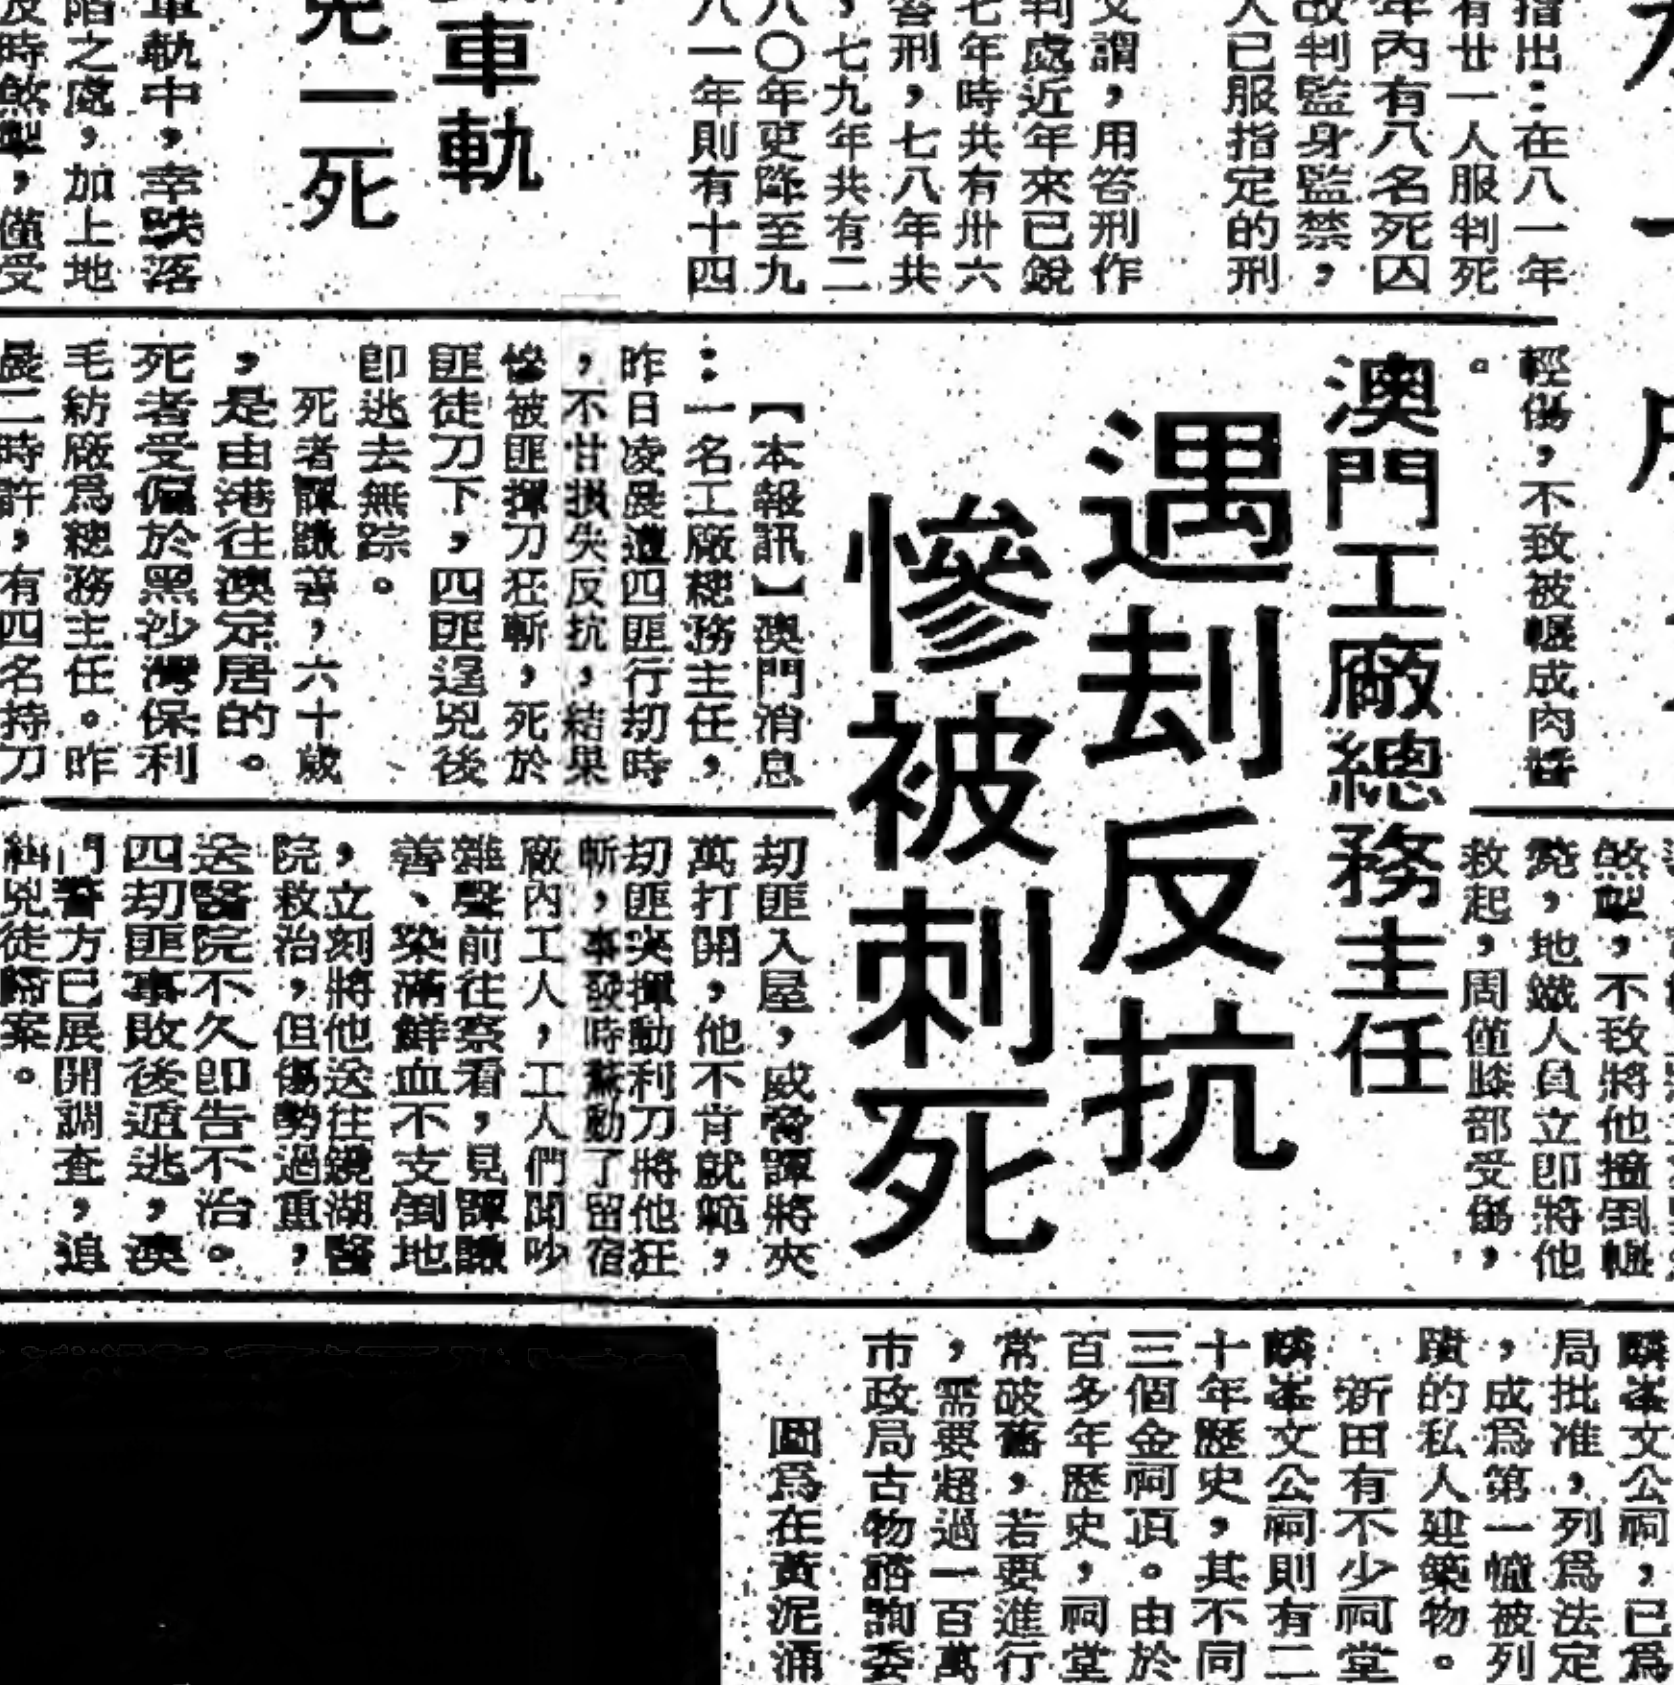 指出：在八一年
有廿一人服判死
年內有八名死囚
改判監身監禁，
人已服指定的刑
又謂，用笞刑作
判處近年來已銳
七年時共有卅六
笞刑，七八年共
，七九年共有二
八〇年更降至九
八一年則有十四
車軌
免一死
車軌中，幸跌落
陷之處，加上地
及時煞掣，僅受
輕傷，不致被輾成肉醬
。
澳門工廠總務主任
遇刦反抗
慘被刺死
【本報訊】澳門消息
：一名工廠總務主任，
昨日凌晨遭四匪行刧時
，不甘損失反抗，結果
慘被匪揮刀狂斬，死於
匪徒刀下，四匪逞兇後
卽逃去無踪。
死者譚謙善，六十歲
，是由港往澳定居的。
死者受僱於黑沙灣保利
毛紡廠爲總務主任。昨
晨二時許，有四名持刀
刧匪入屋，威脅譚將夾
萬打開，他不肯就範，
刧匪突揮動利刀將他狂
斬，事發時驚動了留宿
廠內工人，工人們聞吵
雜聲前往察看，見譚謙
善、染滿鮮血不支倒地
，立刻將他送往鏡湖醫
院救治，但傷勢過重，
送醫院不久卽告不治。
四刧匪事敗後遁逃，澳
門警方已展開調查，追
緝兇徒歸案。
煞掣，不致將他撞倒輾
斃，地鐵人員立卽將他
救起，周僅膝部受傷，
麟峯文公祠，已爲
局批准，列爲法定
，成爲第一幢被列
蹟的私人建築物。
新田有不少祠堂
麟峯文公祠則有二
十年歷史，其不同
三個金祠頂。由於
百多年歷史，祠堂
常破舊，若要進行
，需要超過一百萬
市政局古物諮詢委
圖爲在黃泥涌